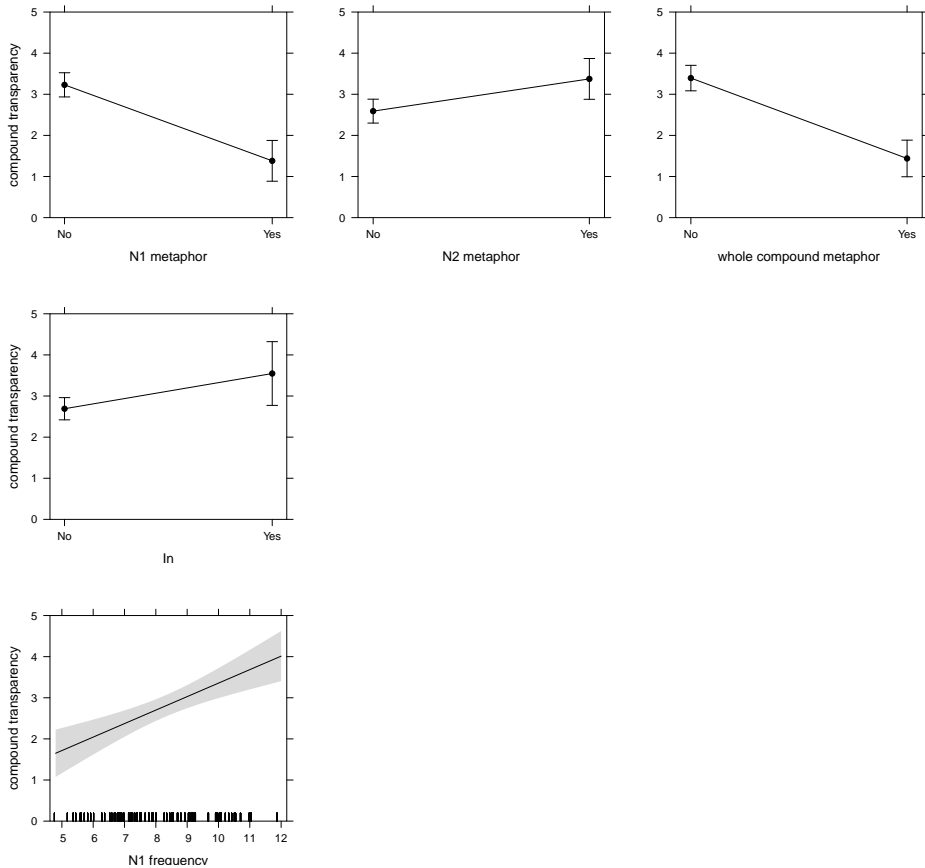 5
4
3
2
1
0
compound transparency
No
Yes
N1 metaphor
5
4
3
2
1
0
No
Yes
N2 metaphor
5
4
3
2
1
0
No
Yes
whole compound metaphor
5
4
3
2
1
0
compound transparency
No
Yes
In
5
4
3
2
1
0
compound transparency
5 6 7 8 9 10 11 12
N1 frequency